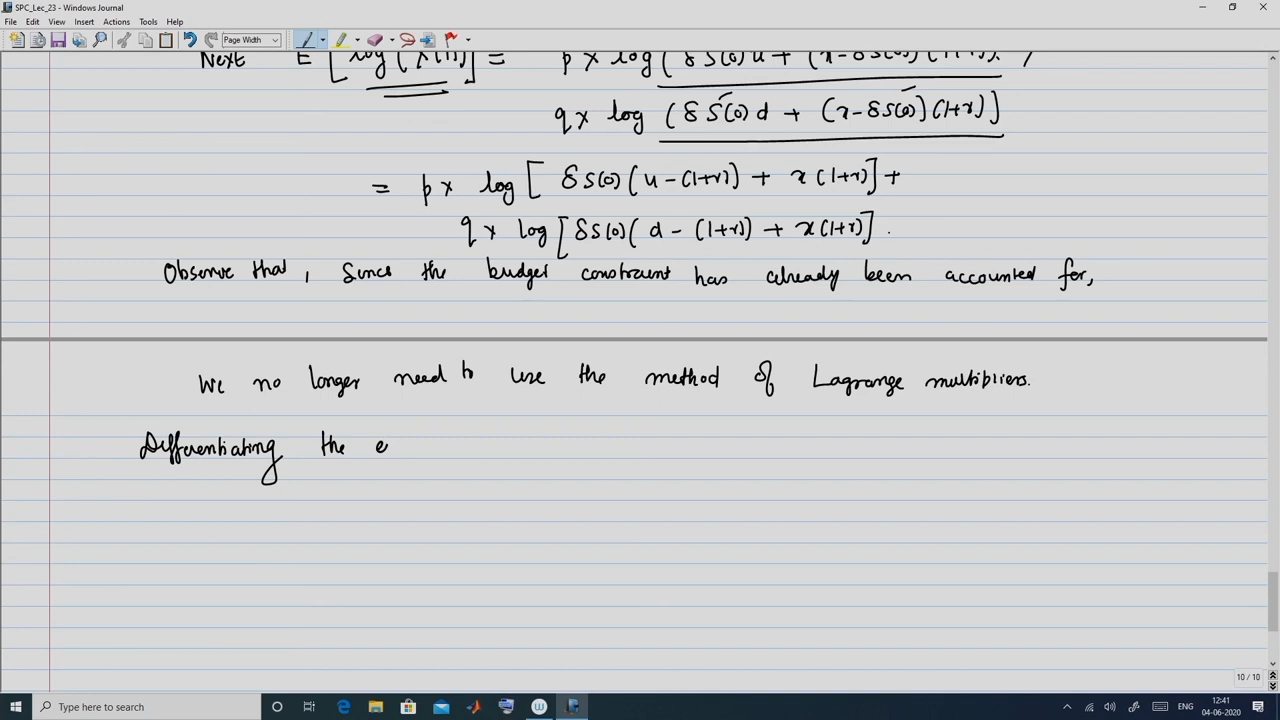 SPC_Lec_23 - Windows Journal
File Edit View Insert Actions Tools Help
Page Width
Next E [log (X(1))] = p × log (δ S(0) u + (x-δS(0)) (1+r))
q × log (δ S(0) d + (x-δS(0)) (1+r))
= p × log [ δS(0) (u-(1+r)) + x(1+r)] +
q × log [δS(0) (d - (1+r)) + x(1+r)] .
Observe that, Since the budget constraint has already been accounted for,
We no longer need to use the method of Lagrange multipliers.
Differentiating the e
10 / 10
Type here to search
12:41
04-06-2020